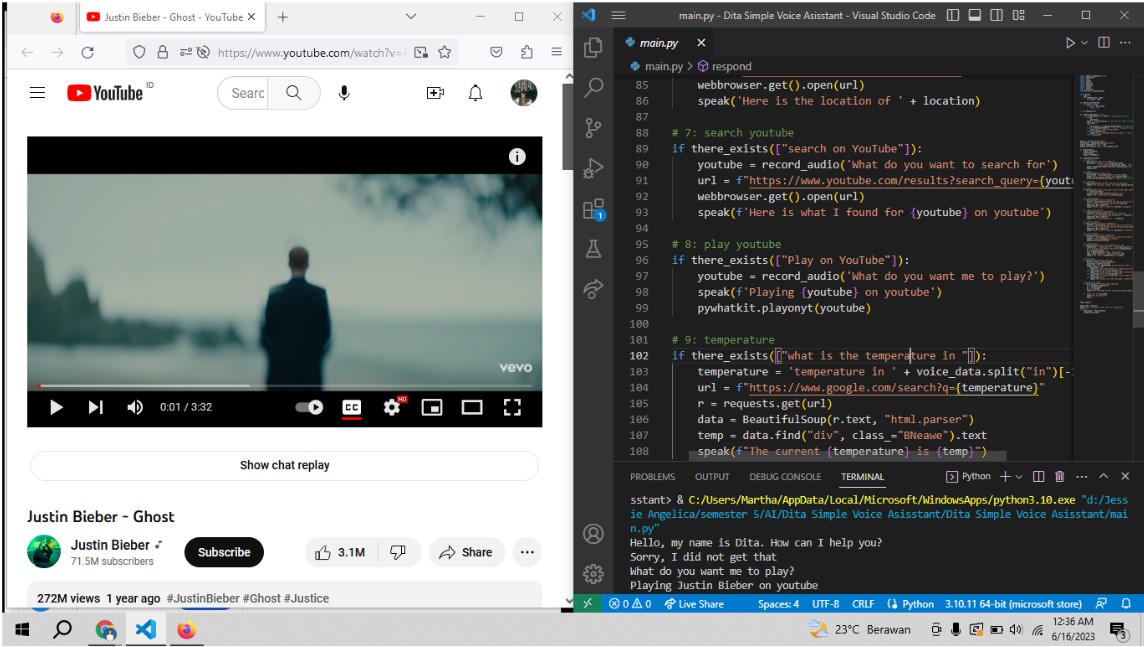 Justin Bieber - Ghost - YouTube
https://www.youtube.com/watch?v=
YouTube ID
Searc
vevo
0:01 / 3:32
CC
HD
Show chat replay
Justin Bieber - Ghost
Justin Bieber
71.5M subscribers
Subscribe
3.1M
Share
272M views 1 year ago #JustinBieber #Ghost #Justice
main.py - Dita Simple Voice Asisstant - Visual Studio Code
main.py
main.py > respond
85 webbrowser.get().open(url)
86 speak('Here is the location of ' + location)
87
88 # 7: search youtube
89 if there_exists(["search on YouTube"]):
90 youtube = record_audio('What do you want to search for')
91 url = f"https://www.youtube.com/results?search_query={yout
92 webbrowser.get().open(url)
93 speak(f'Here is what I found for {youtube} on youtube')
94
95 # 8: play youtube
96 if there_exists(["Play on YouTube"]):
97 youtube = record_audio('What do you want me to play?')
98 speak(f'Playing {youtube} on youtube')
99 pywhatkit.playonyt(youtube)
100
101 # 9: temperature
102 if there_exists(["what is the temperature in "]):
103 temperature = 'temperature in ' + voice_data.split("in")[-
104 url = f"https://www.google.com/search?q={temperature}"
105 r = requests.get(url)
106 data = BeautifulSoup(r.text, "html.parser")
107 temp = data.find("div", class_="BNeawe").text
108 speak(f"The current {temperature} is {temp}")
1
PROBLEMS OUTPUT DEBUG CONSOLE TERMINAL Python
sstant> & C:/Users/Martha/AppData/Local/Microsoft/WindowsApps/python3.10.exe "d:/Jess
ie Angelica/semester 5/AI/Dita Simple Voice Asisstant/Dita Simple Voice Asisstant/mai
n.py"
Hello, my name is Dita. How can I help you?
Sorry, I did not get that
What do you want me to play?
Playing Justin Bieber on youtube
0 0 Live Share Spaces: 4 UTF-8 CRLF Python 3.10.11 64-bit (microsoft store)
23°C Berawan
12:36 AM
6/16/2023
3